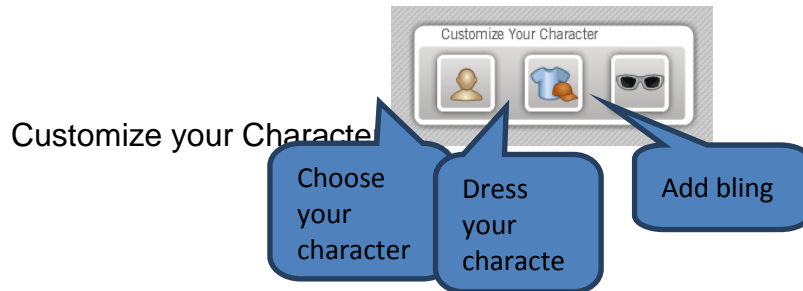 Customize Your Character
Customize your Characte
Choose
your
character
Dress
your
characte
Add bling